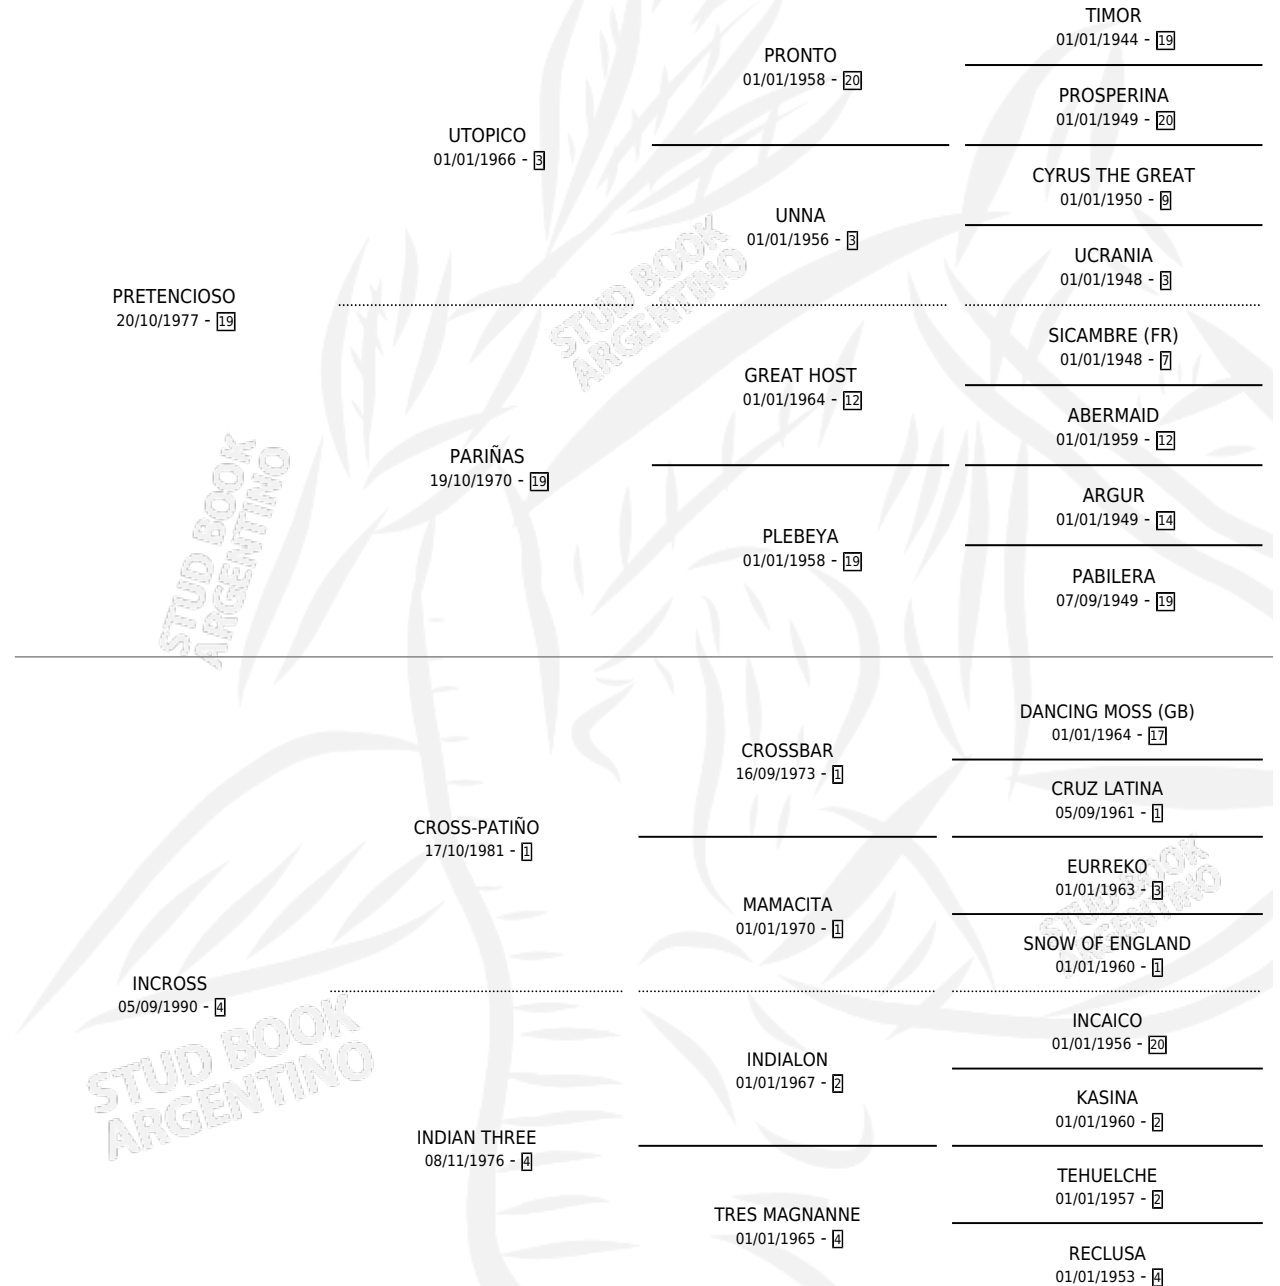 TIMOR
01/01/1944 - 19
PRONTO
01/01/1958 - 20
PROSPERINA
01/01/1949 - 20
UTOPICO
01/01/1966 - 3
CYRUS THE GREAT
01/01/1950 - 9
UNNA
01/01/1956 - 3
UCRANIA
01/01/1948 - 3
PRETENCIOSO
20/10/1977 - 19
SICAMBRE (FR)
01/01/1948 - 7
GREAT HOST
01/01/1964 - 12
ABERMAID
01/01/1959 - 12
PARIÑAS
19/10/1970 - 19
ARGUR
01/01/1949 - 14
PLEBEYA
01/01/1958 - 19
PABILERA
07/09/1949 - 19
STUD BOOK
ARGENTINO
STUD BOOK
ARGENTINO
DANCING MOSS (GB)
01/01/1964 - 17
CROSSBAR
16/09/1973 - 1
CRUZ LATINA
05/09/1961 - 1
CROSS-PATIÑO
17/10/1981 - 1
EURREKO
01/01/1963 - 3
MAMACITA
01/01/1970 - 1
SNOW OF ENGLAND
01/01/1960 - 1
STUD BOOK
ARGENTINO
INCROSS
05/09/1990 - 4
INCAICO
01/01/1956 - 20
INDIALON
01/01/1967 - 2
KASINA
01/01/1960 - 2
INDIAN THREE
08/11/1976 - 4
TEHUELCHE
01/01/1957 - 2
TRES MAGNANNE
01/01/1965 - 4
RECLUSA
01/01/1953 - 4
STUD BOOK
ARGENTINO